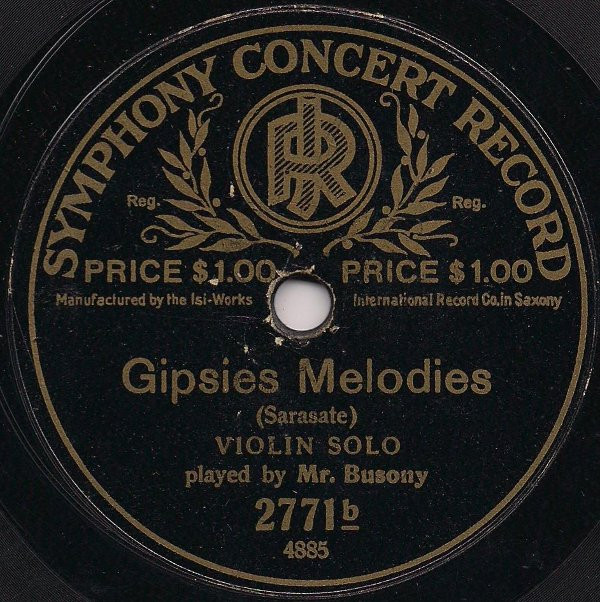 SYMPHONY CONCERT RECORD
IR
Reg. Reg.
PRICE $1.00 PRICE $1.00
Manufactured by the Isi-Works International Record Co, in Saxony
Gipsies Melodies
(Sarasate)
VIOLIN SOLO
played by Mr. Busony
2771b
4885